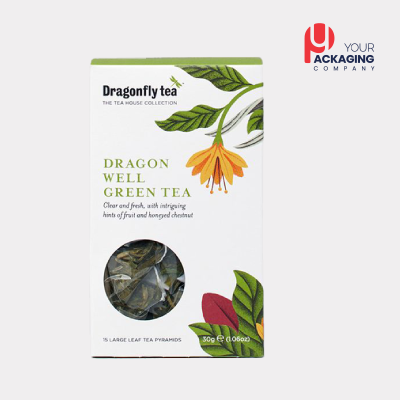 YOUR
PACKAGING
COMPANY
Dragonfly tea
THE TEA HOUSE COLLECTION
DRAGON
WELL
GREEN TEA
Clear and fresh, with intriguing
hints of fruit and honeyed chestnut
15 LARGE LEAF TEA PYRAMIDS
30g ℮ (1.06oz)